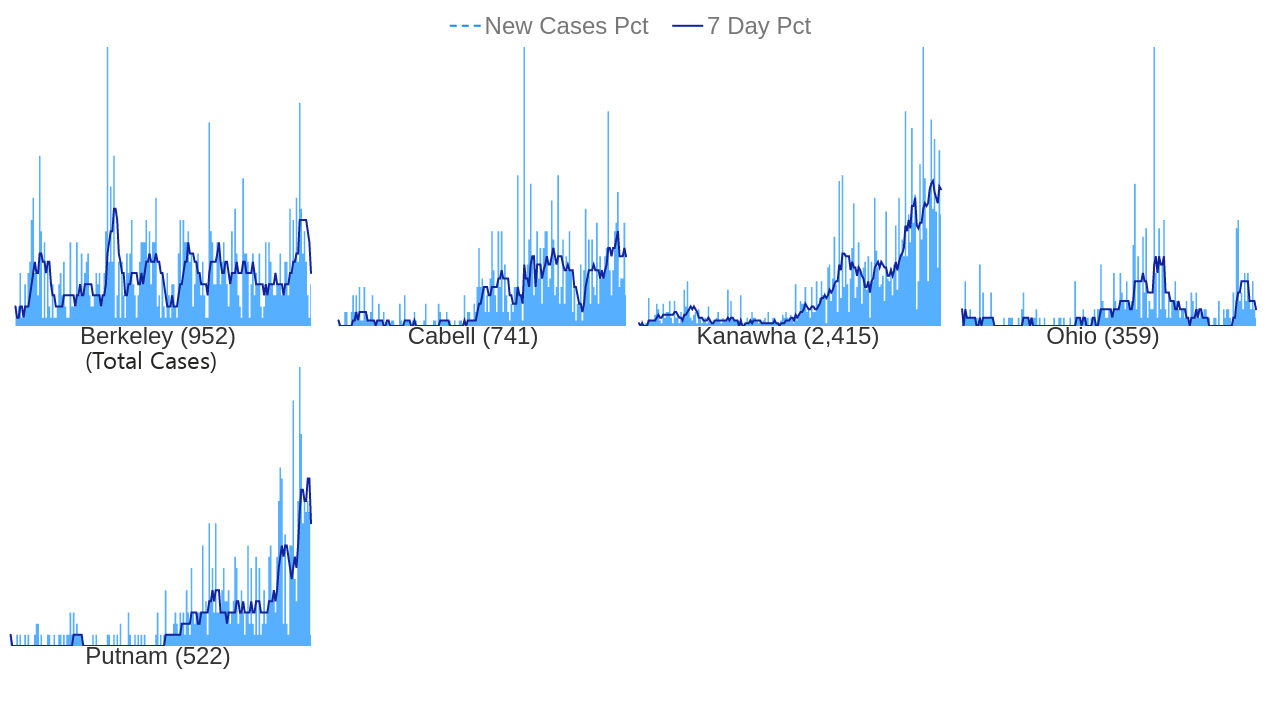 New Cases Pct 7 Day Pct
Berkeley (952) Cabell (741) Kanawha (2,415) Ohio (359)
(Total Cases)
Putnam (522)